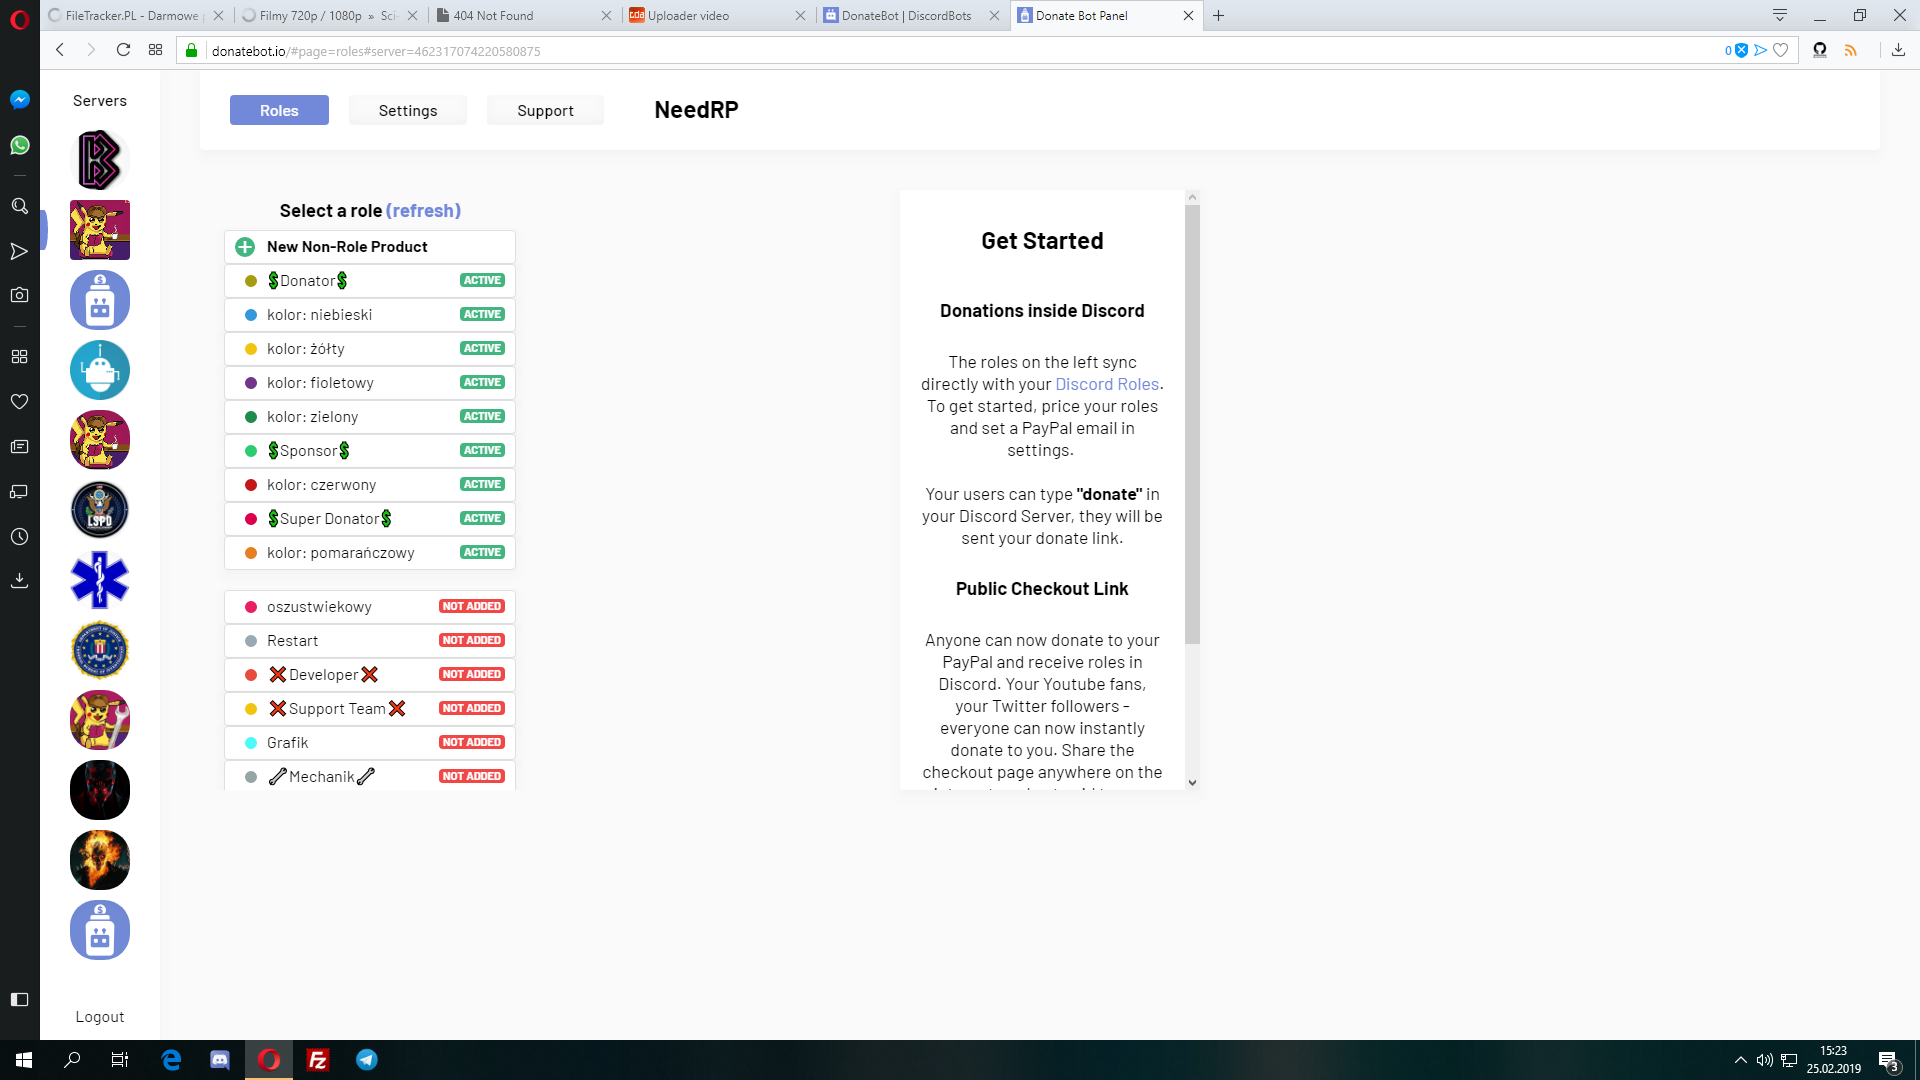 FileTracker.PL - Darmowe
Filmy 720p / 1080p » Sci-
404 Not Found
cda Uploader video
DonateBot | DiscordBots
Donate Bot Panel
donatebot.io/#page=roles#server=462317074220580875
0
Servers
Roles
Settings
Support
NeedRP
LSPD
Select a role (refresh)
New Non-Role Product
Donator ACTIVE
kolor: niebieski ACTIVE
kolor: żółty ACTIVE
kolor: fioletowy ACTIVE
kolor: zielony ACTIVE
Sponsor ACTIVE
kolor: czerwony ACTIVE
Super Donator ACTIVE
kolor: pomarańczowy ACTIVE
oszustwiekowy NOT ADDED
Restart NOT ADDED
Developer NOT ADDED
Support Team NOT ADDED
Grafik NOT ADDED
Mechanik NOT ADDED
Get Started
Donations inside Discord
The roles on the left sync
directly with your Discord Roles.
To get started, price your roles
and set a PayPal email in
settings.
Your users can type "donate" in
your Discord Server, they will be
sent your donate link.
Public Checkout Link
Anyone can now donate to your
PayPal and receive roles in
Discord. Your Youtube fans,
your Twitter followers -
everyone can now instantly
donate to you. Share the
checkout page anywhere on the
Logout
15:23
25.02.2019
3